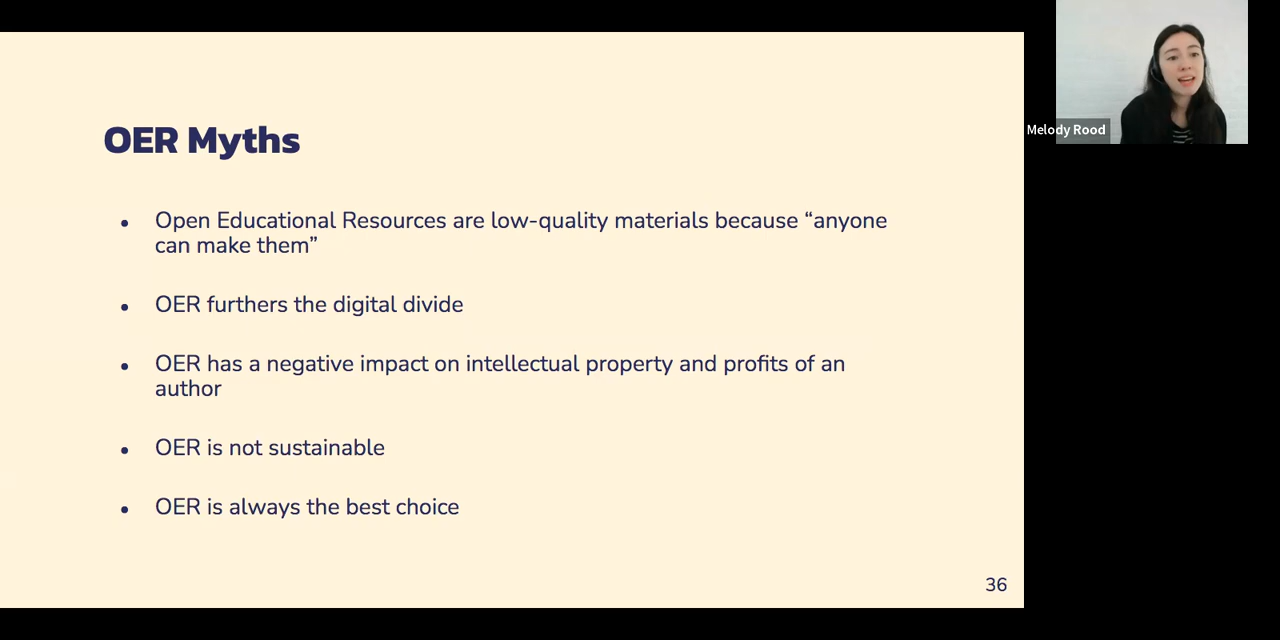 OER Myths
• Open Educational Resources are low-quality materials because “anyone
can make them”
• OER furthers the digital divide
• OER has a negative impact on intellectual property and profits of an
author
• OER is not sustainable
• OER is always the best choice
36
Melody Rood